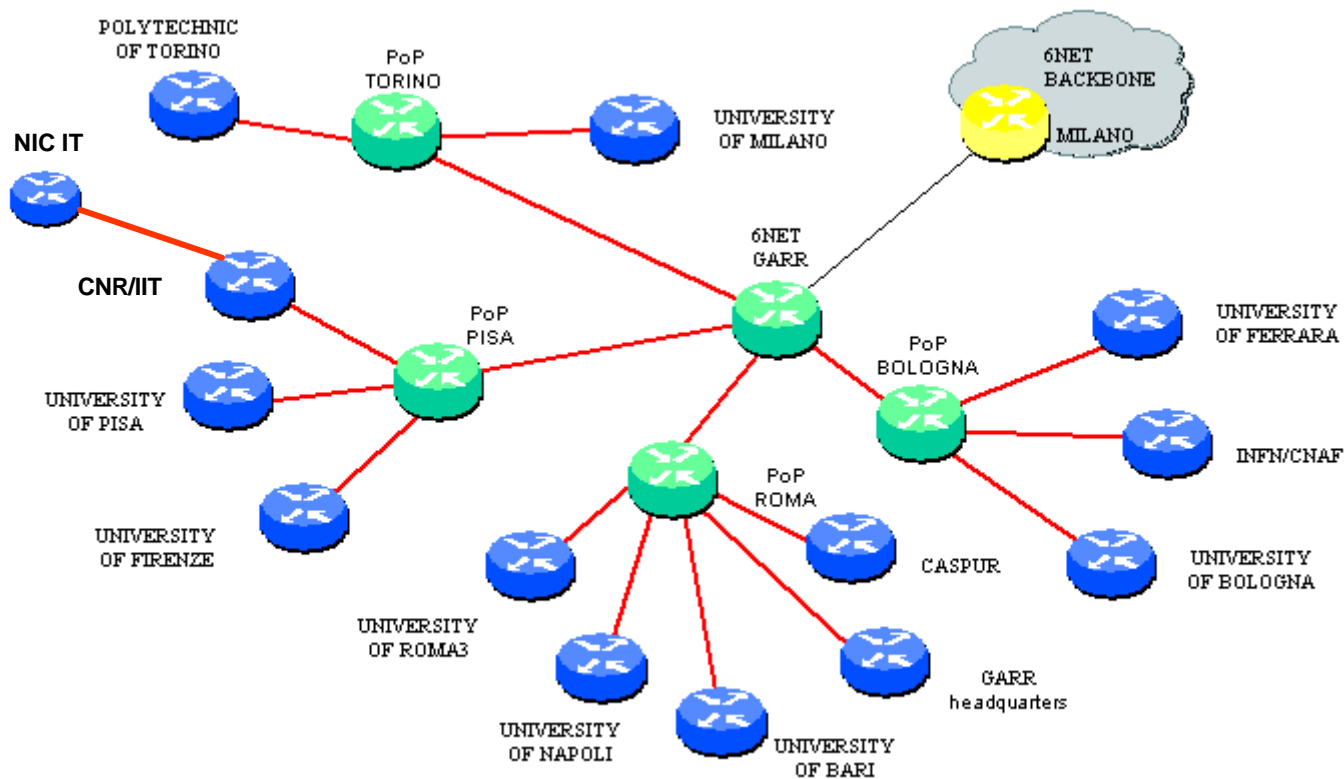 POLYTECHNIC
OF TORINO
PoP
TORINO
6NET
BACKBONE
UNIVERSITY
OF MILANO
MILANO
NIC IT
6NET
GARR
CNR/IIT
PoP
PISA
UNIVERSITY
OF FERRARA
PoP
BOLOGNA
UNIVERSITY
OF PISA
INFN/CNAF
PoP
ROMA
UNIVERSITY
OF FIRENZE
CASPUR
UNIVERSITY
OF BOLOGNA
UNIVERSITY
OF ROMA3
GARR
headquarters
UNIVERSITY
OF NAPOLI
UNIVERSITY
OF BARI